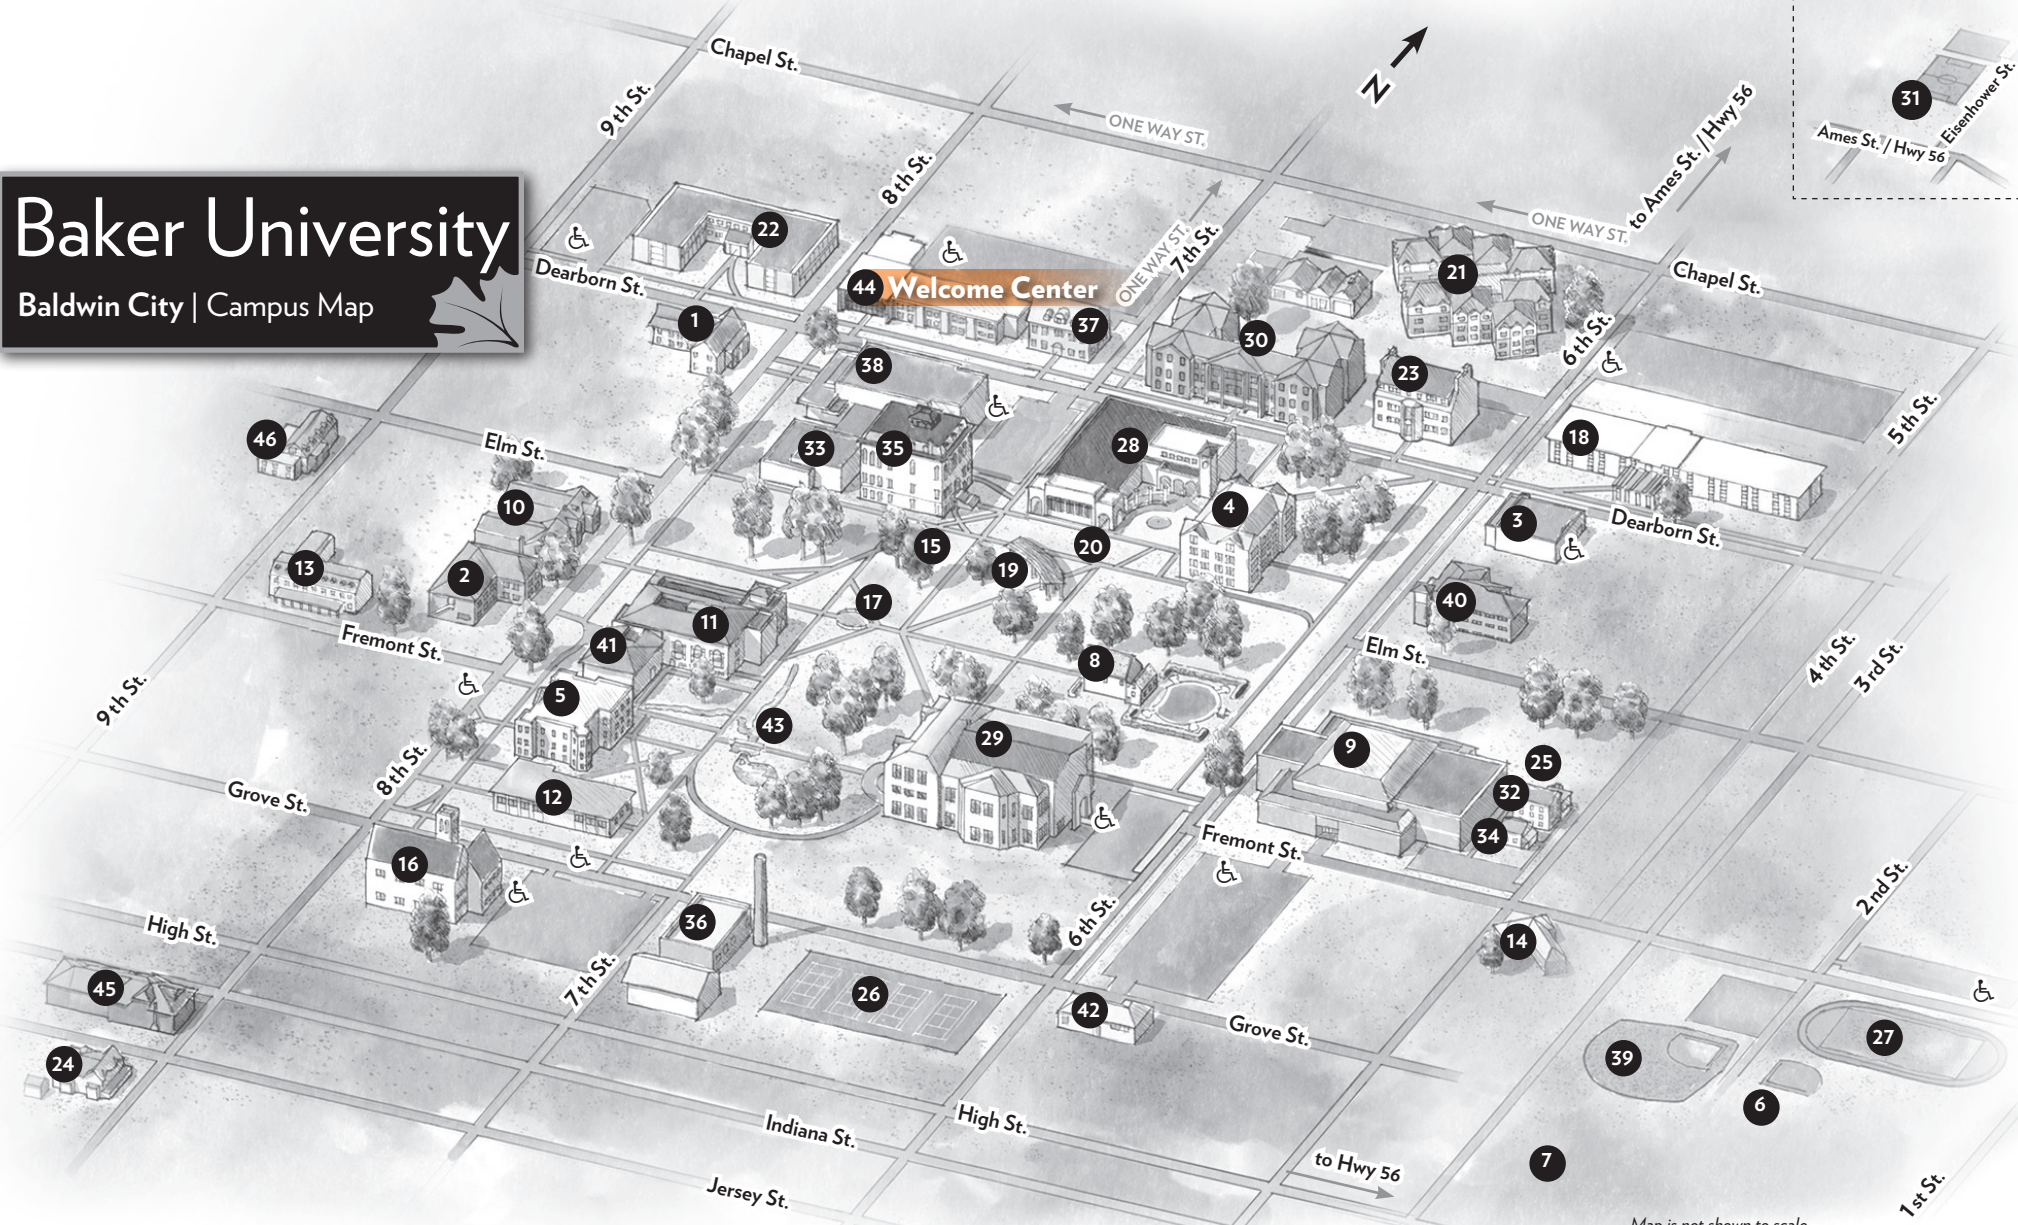 Baker University
Baldwin City | Campus Map
Chapel St.
9th St.
8th St.
ONE WAY ST.
N
to Ames St. / Hwy 56
31
Eisenhower St.
Ames St. / Hwy 56
22
Dearborn St.
44 Welcome Center
ONE WAY ST.
7th St.
ONE WAY ST.
21
Chapel St.
1
37
30
6th St.
38
23
5th St.
46
Elm St.
33
35
28
18
10
4
3
Dearborn St.
13
2
15
20
19
17
40
Fremont St.
41
11
8
Elm St.
4th St.
3rd St.
9th St.
5
43
29
9
25
32
34
8th St.
Grove St.
12
Fremont St.
16
36
6th St.
2nd St.
High St.
14
45
7th St.
26
42
Grove St.
39
27
24
6
Indiana St.
High St.
7
to Hwy 56
Jersey St.
1st St.
Map is not shown to scale